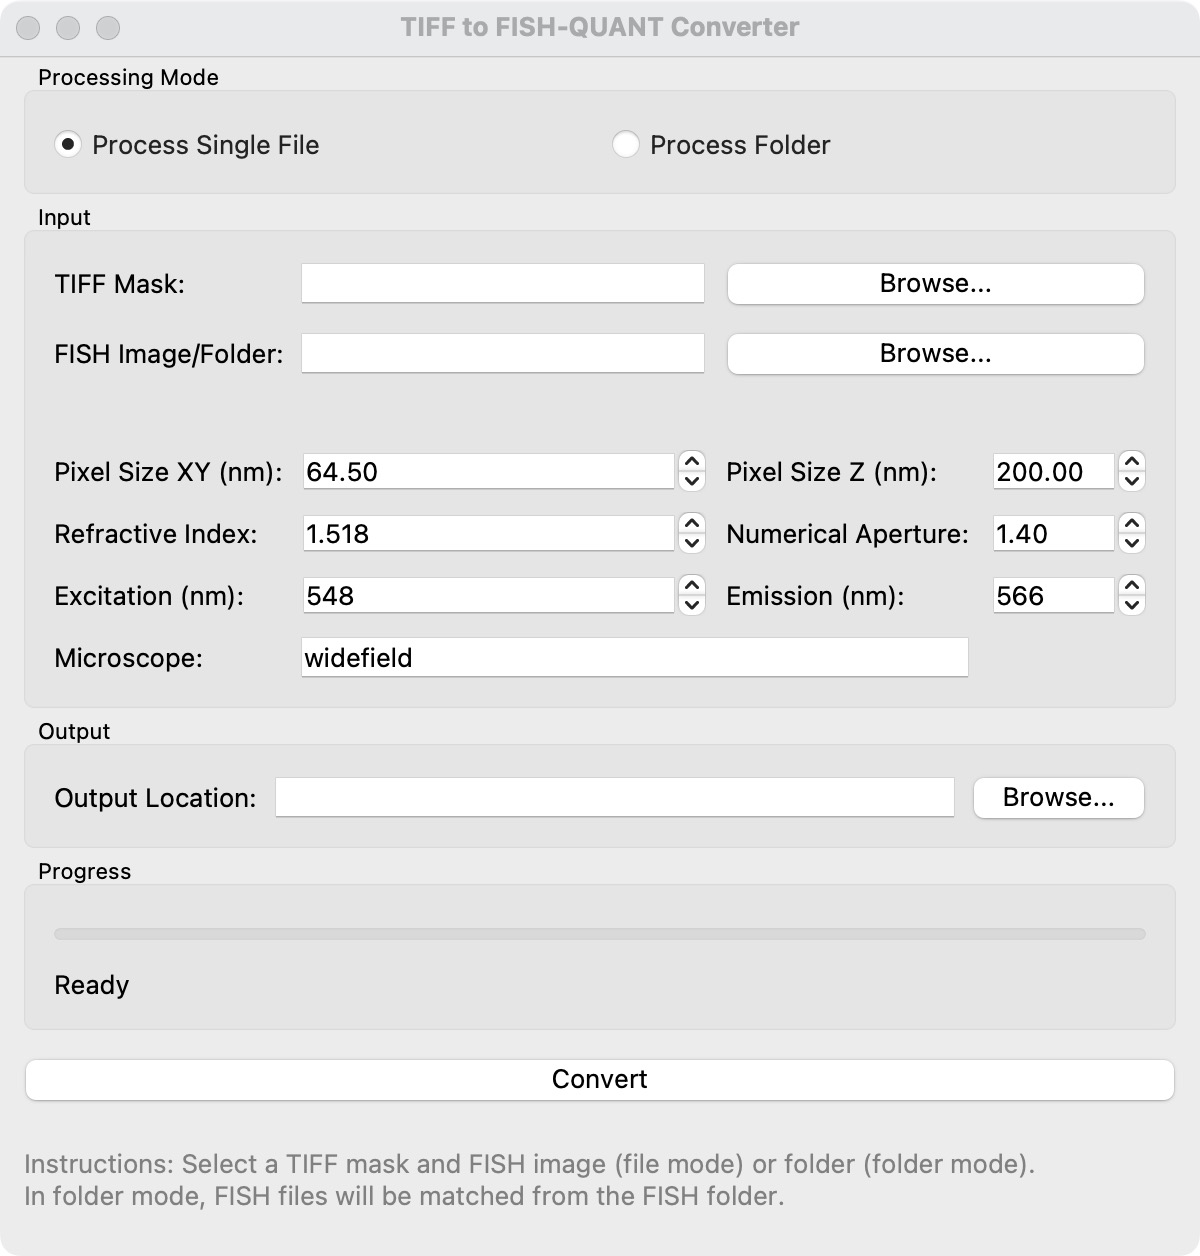 TIFF to FISH-QUANT Converter
Processing Mode
Process Single File Process Folder
Input
TIFF Mask: Browse...
FISH Image/Folder: Browse...
Pixel Size XY (nm): 64.50 Pixel Size Z (nm): 200.00
Refractive Index: 1.518 Numerical Aperture: 1.40
Excitation (nm): 548 Emission (nm): 566
Microscope: widefield
Output
Output Location: Browse...
Progress
Ready
Convert
Instructions: Select a TIFF mask and FISH image (file mode) or folder (folder mode).
In folder mode, FISH files will be matched from the FISH folder.